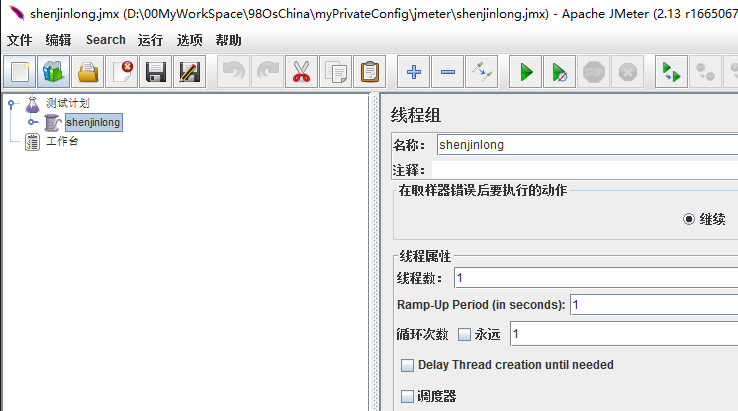 shenjinlong.jmx (D:\00MyWorkSpace\98OsChina\myPrivateConfig\jmeter\shenjinlong.jmx) - Apache JMeter (2.13 r1665067
文件 编辑 Search 运行 选项 帮助
测试计划
shenjinlong
工作台
线程组
名称： shenjinlong
注释：
在取样器错误后要执行的动作
继续
线程属性
线程数： 1
Ramp-Up Period (in seconds): 1
循环次数 永远 1
Delay Thread creation until needed
调度器